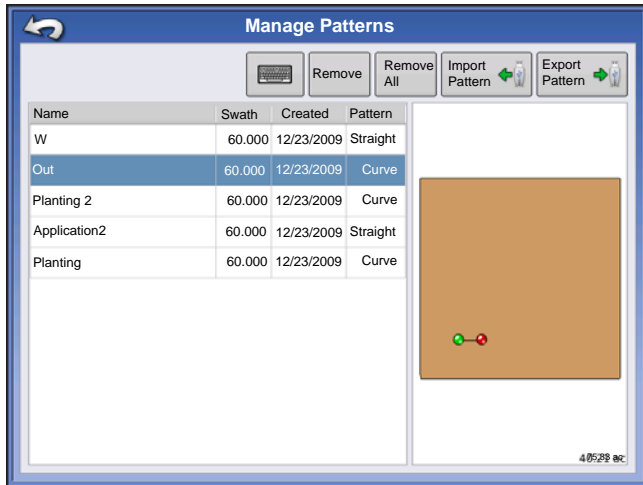 Manage Patterns
Remove
Remove All
Import Pattern
Export Pattern
Name Swath Created Pattern
W 60.000 12/23/2009 Straight
Out 60.000 12/23/2009 Curve
Planting 2 60.000 12/23/2009 Curve
Application2 60.000 12/23/2009 Straight
Planting 60.000 12/23/2009 Curve